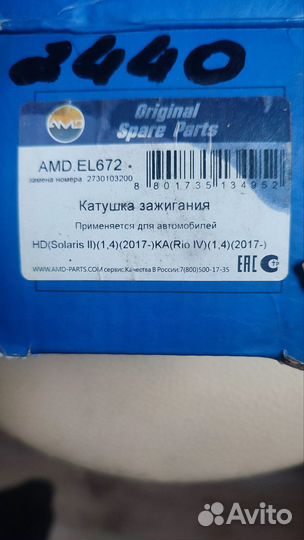 2440
AMD
Original
Spare Parts
AMD.EL672
замена номера 2730103200
8 801735 134952
Катушка зажигания
Применяется для автомобилей
HD(Solaris II)(1,4)(2017-)KA(Rio IV)(1,4)(2017-)
WWW.AMD-PARTS.COM сервис.Качества В России:7(800)500-17-35
EAC
Avito